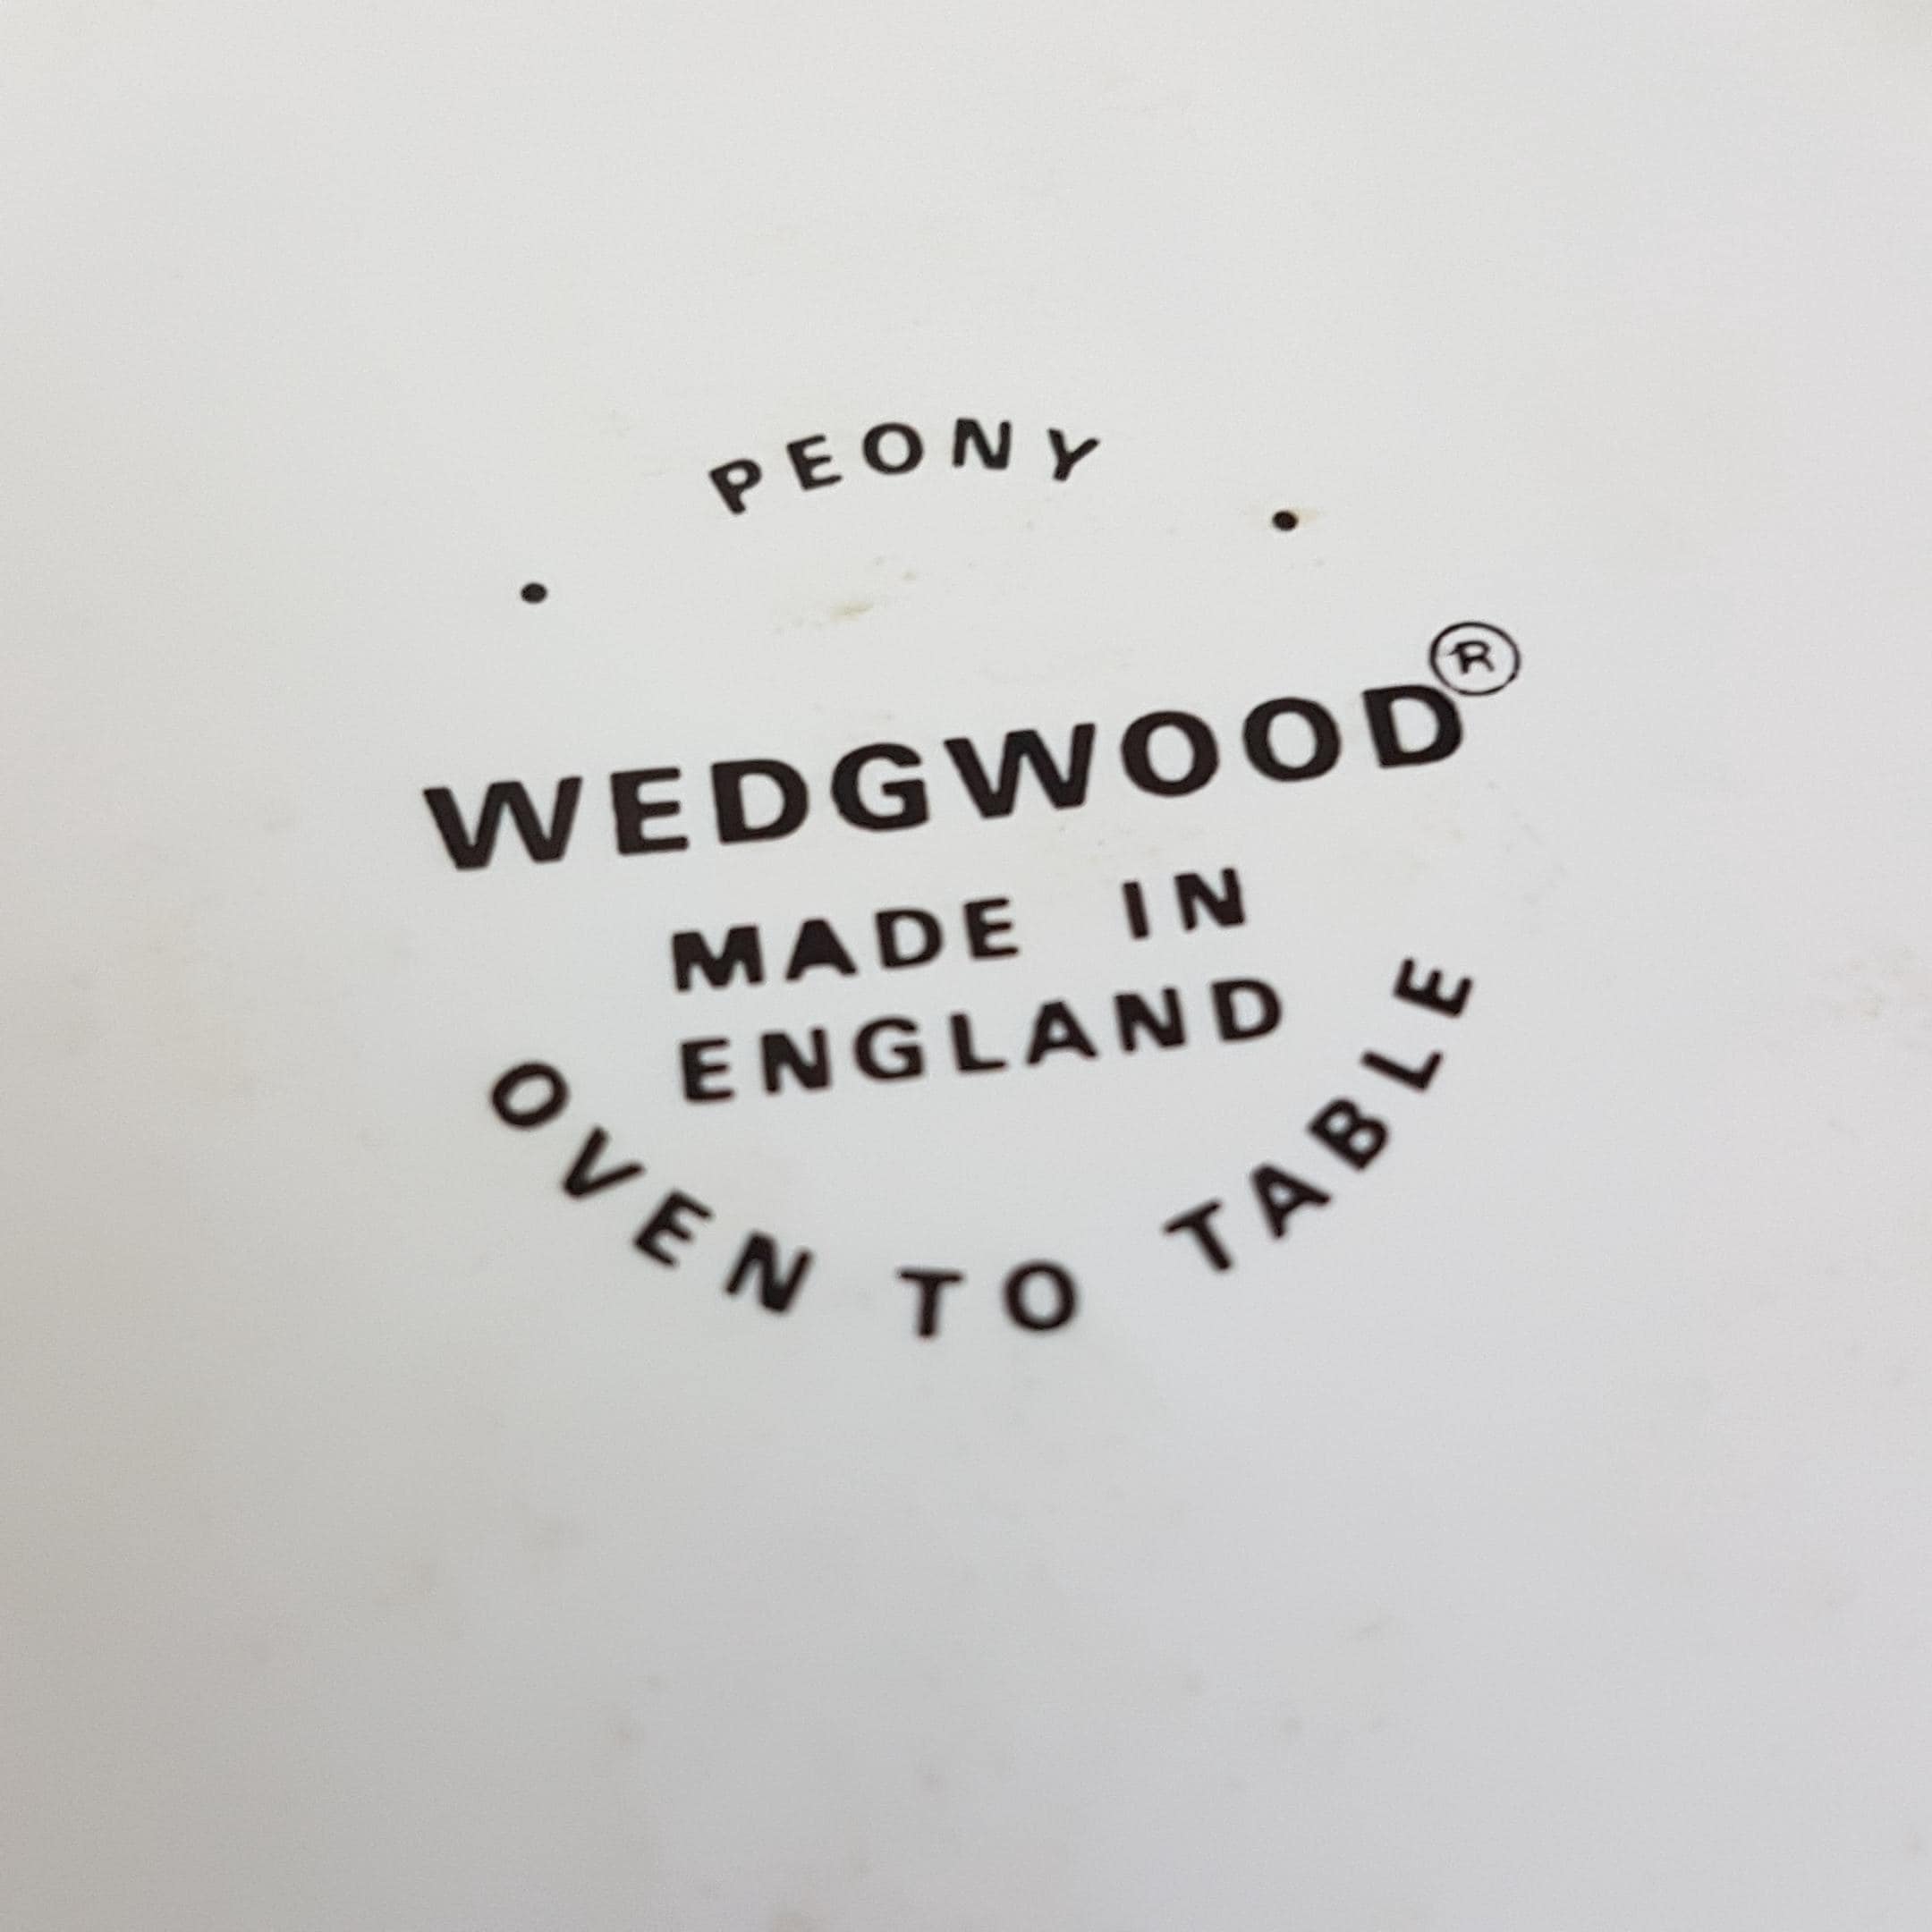 PEONY
WEDGWOOD®
MADE IN
ENGLAND
OVEN TO TABLE